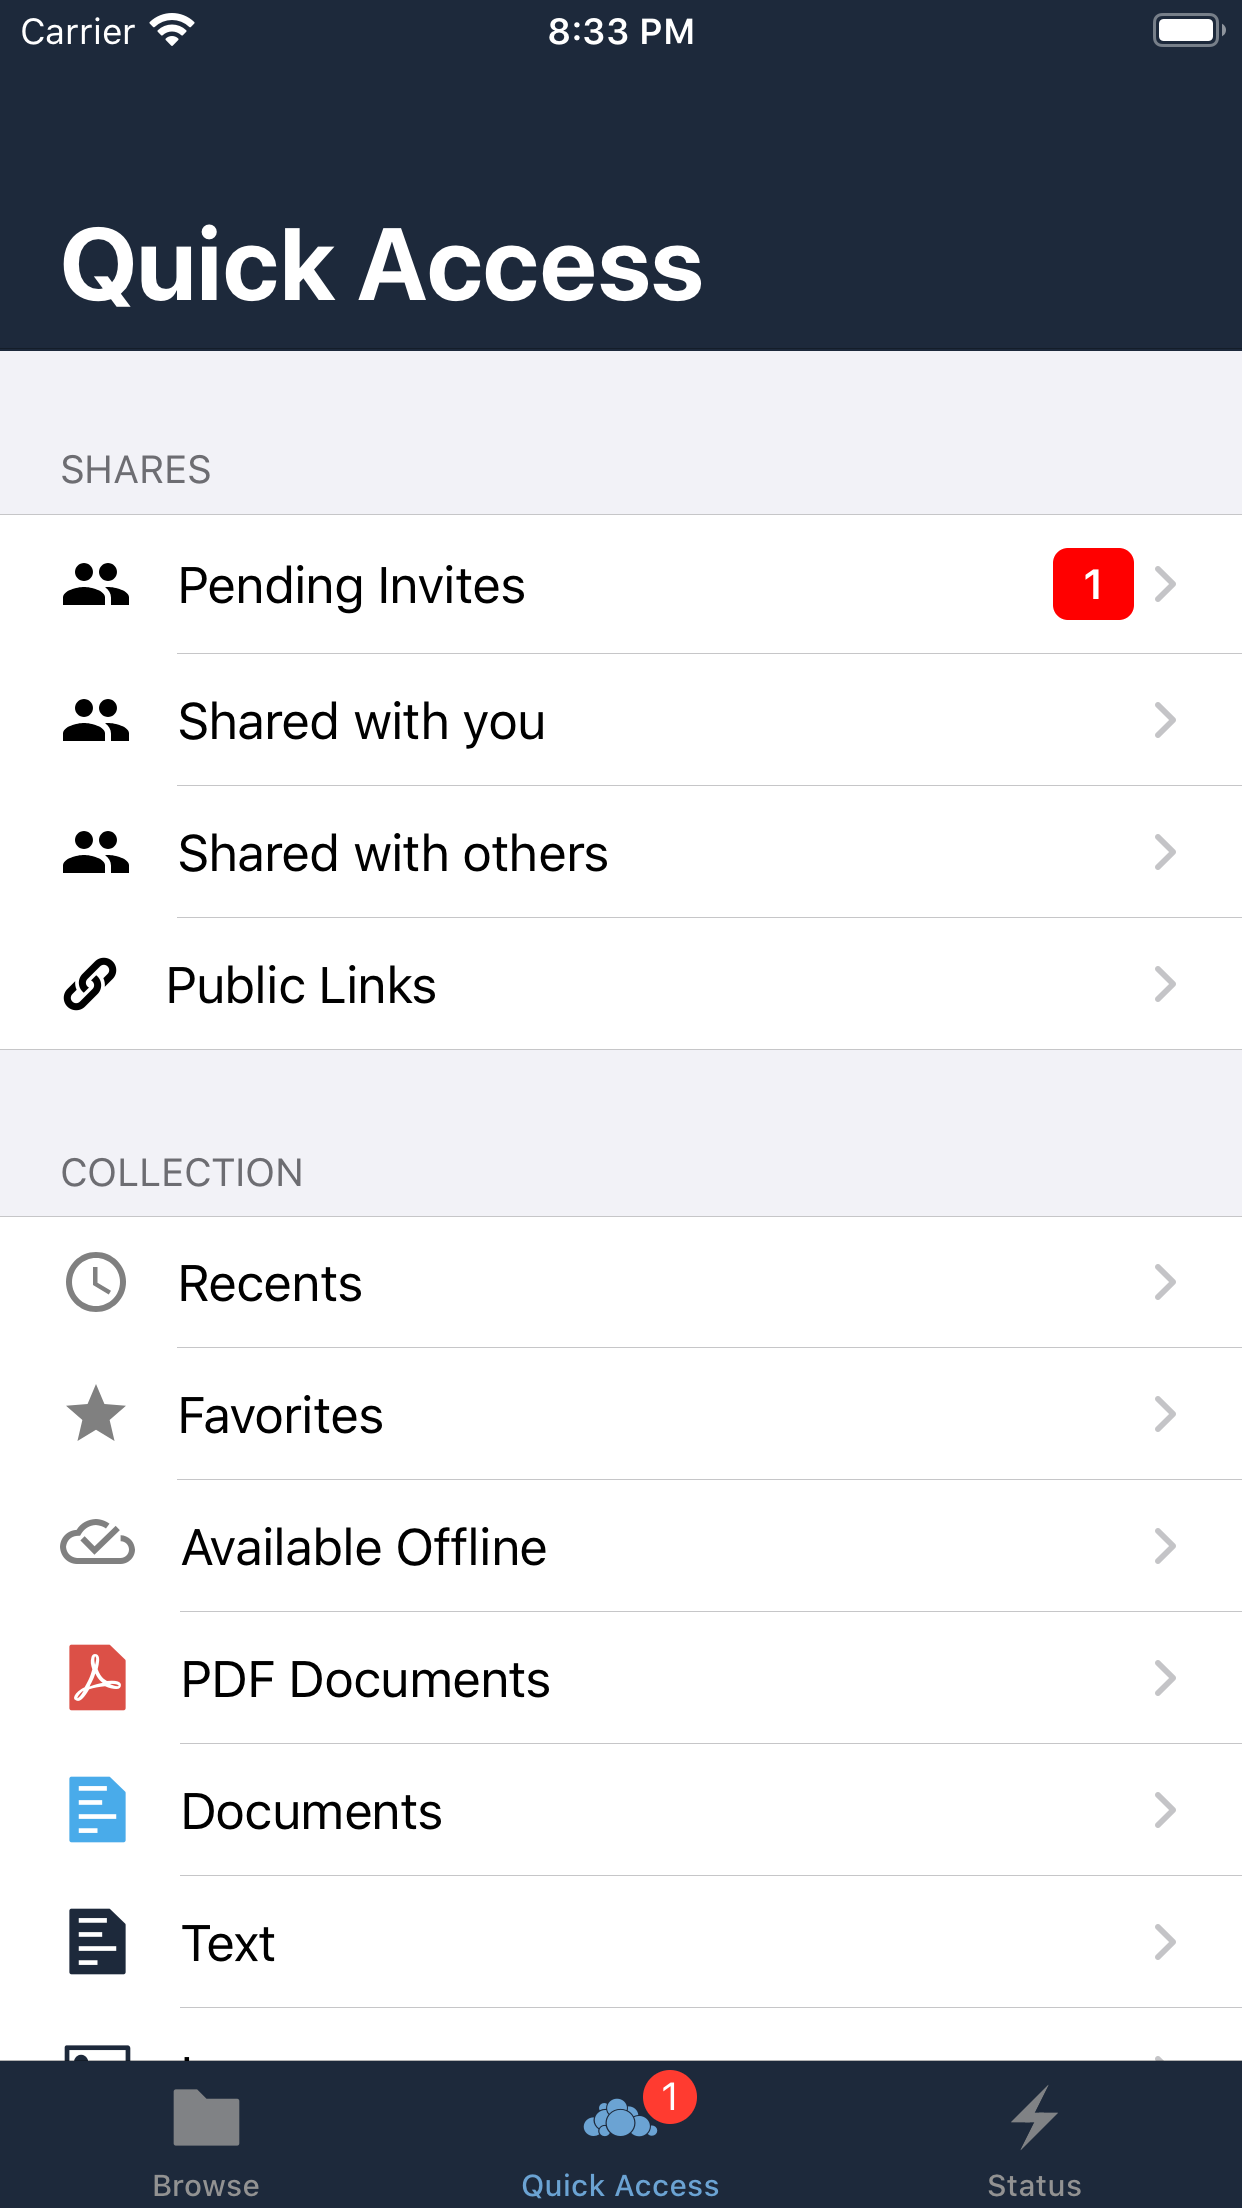 Carrier 8:33 PM
Quick Access
SHARES
Pending Invites 1
Shared with you
Shared with others
Public Links
COLLECTION
Recents
Favorites
Available Offline
PDF Documents
Documents
Text
1
Browse Quick Access Status